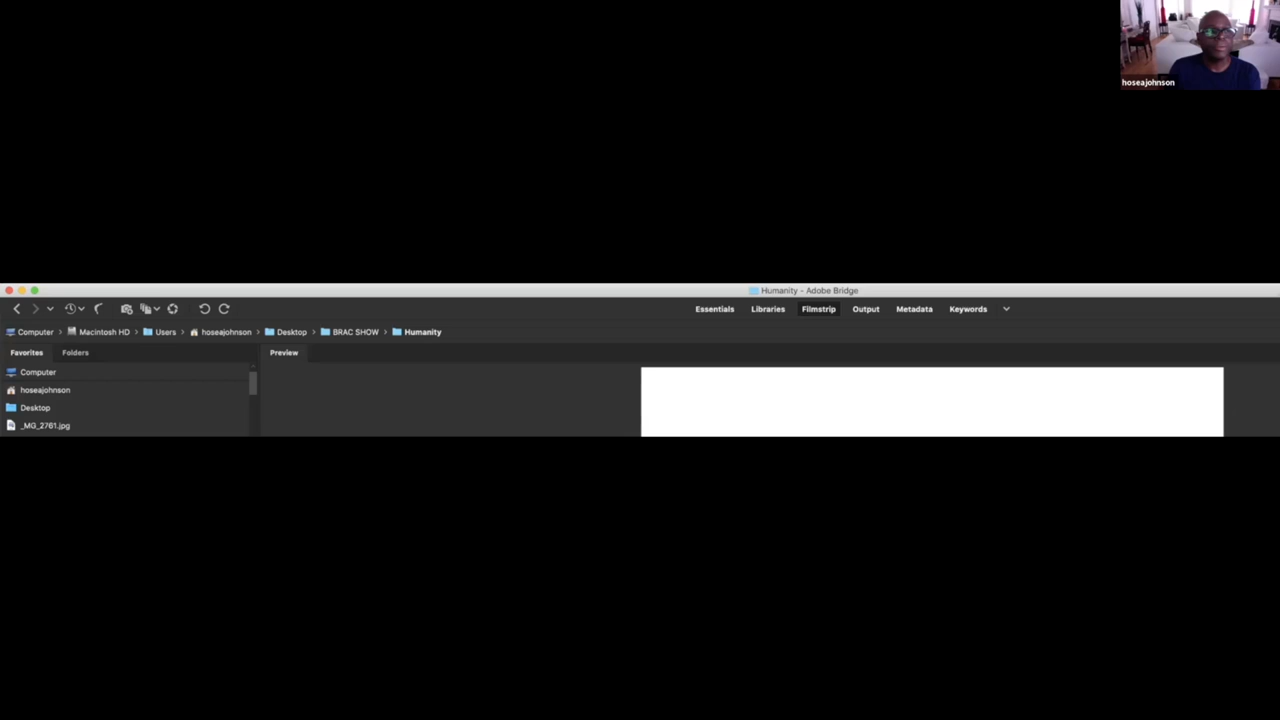 hoseajohnson
Humanity - Adobe Bridge
Essentials Libraries Filmstrip Output Metadata Keywords
Computer Macintosh HD Users hoseajohnson Desktop BRAC SHOW Humanity
Favorites Folders Preview
Computer
hoseajohnson
Desktop
_MG_2761.jpg